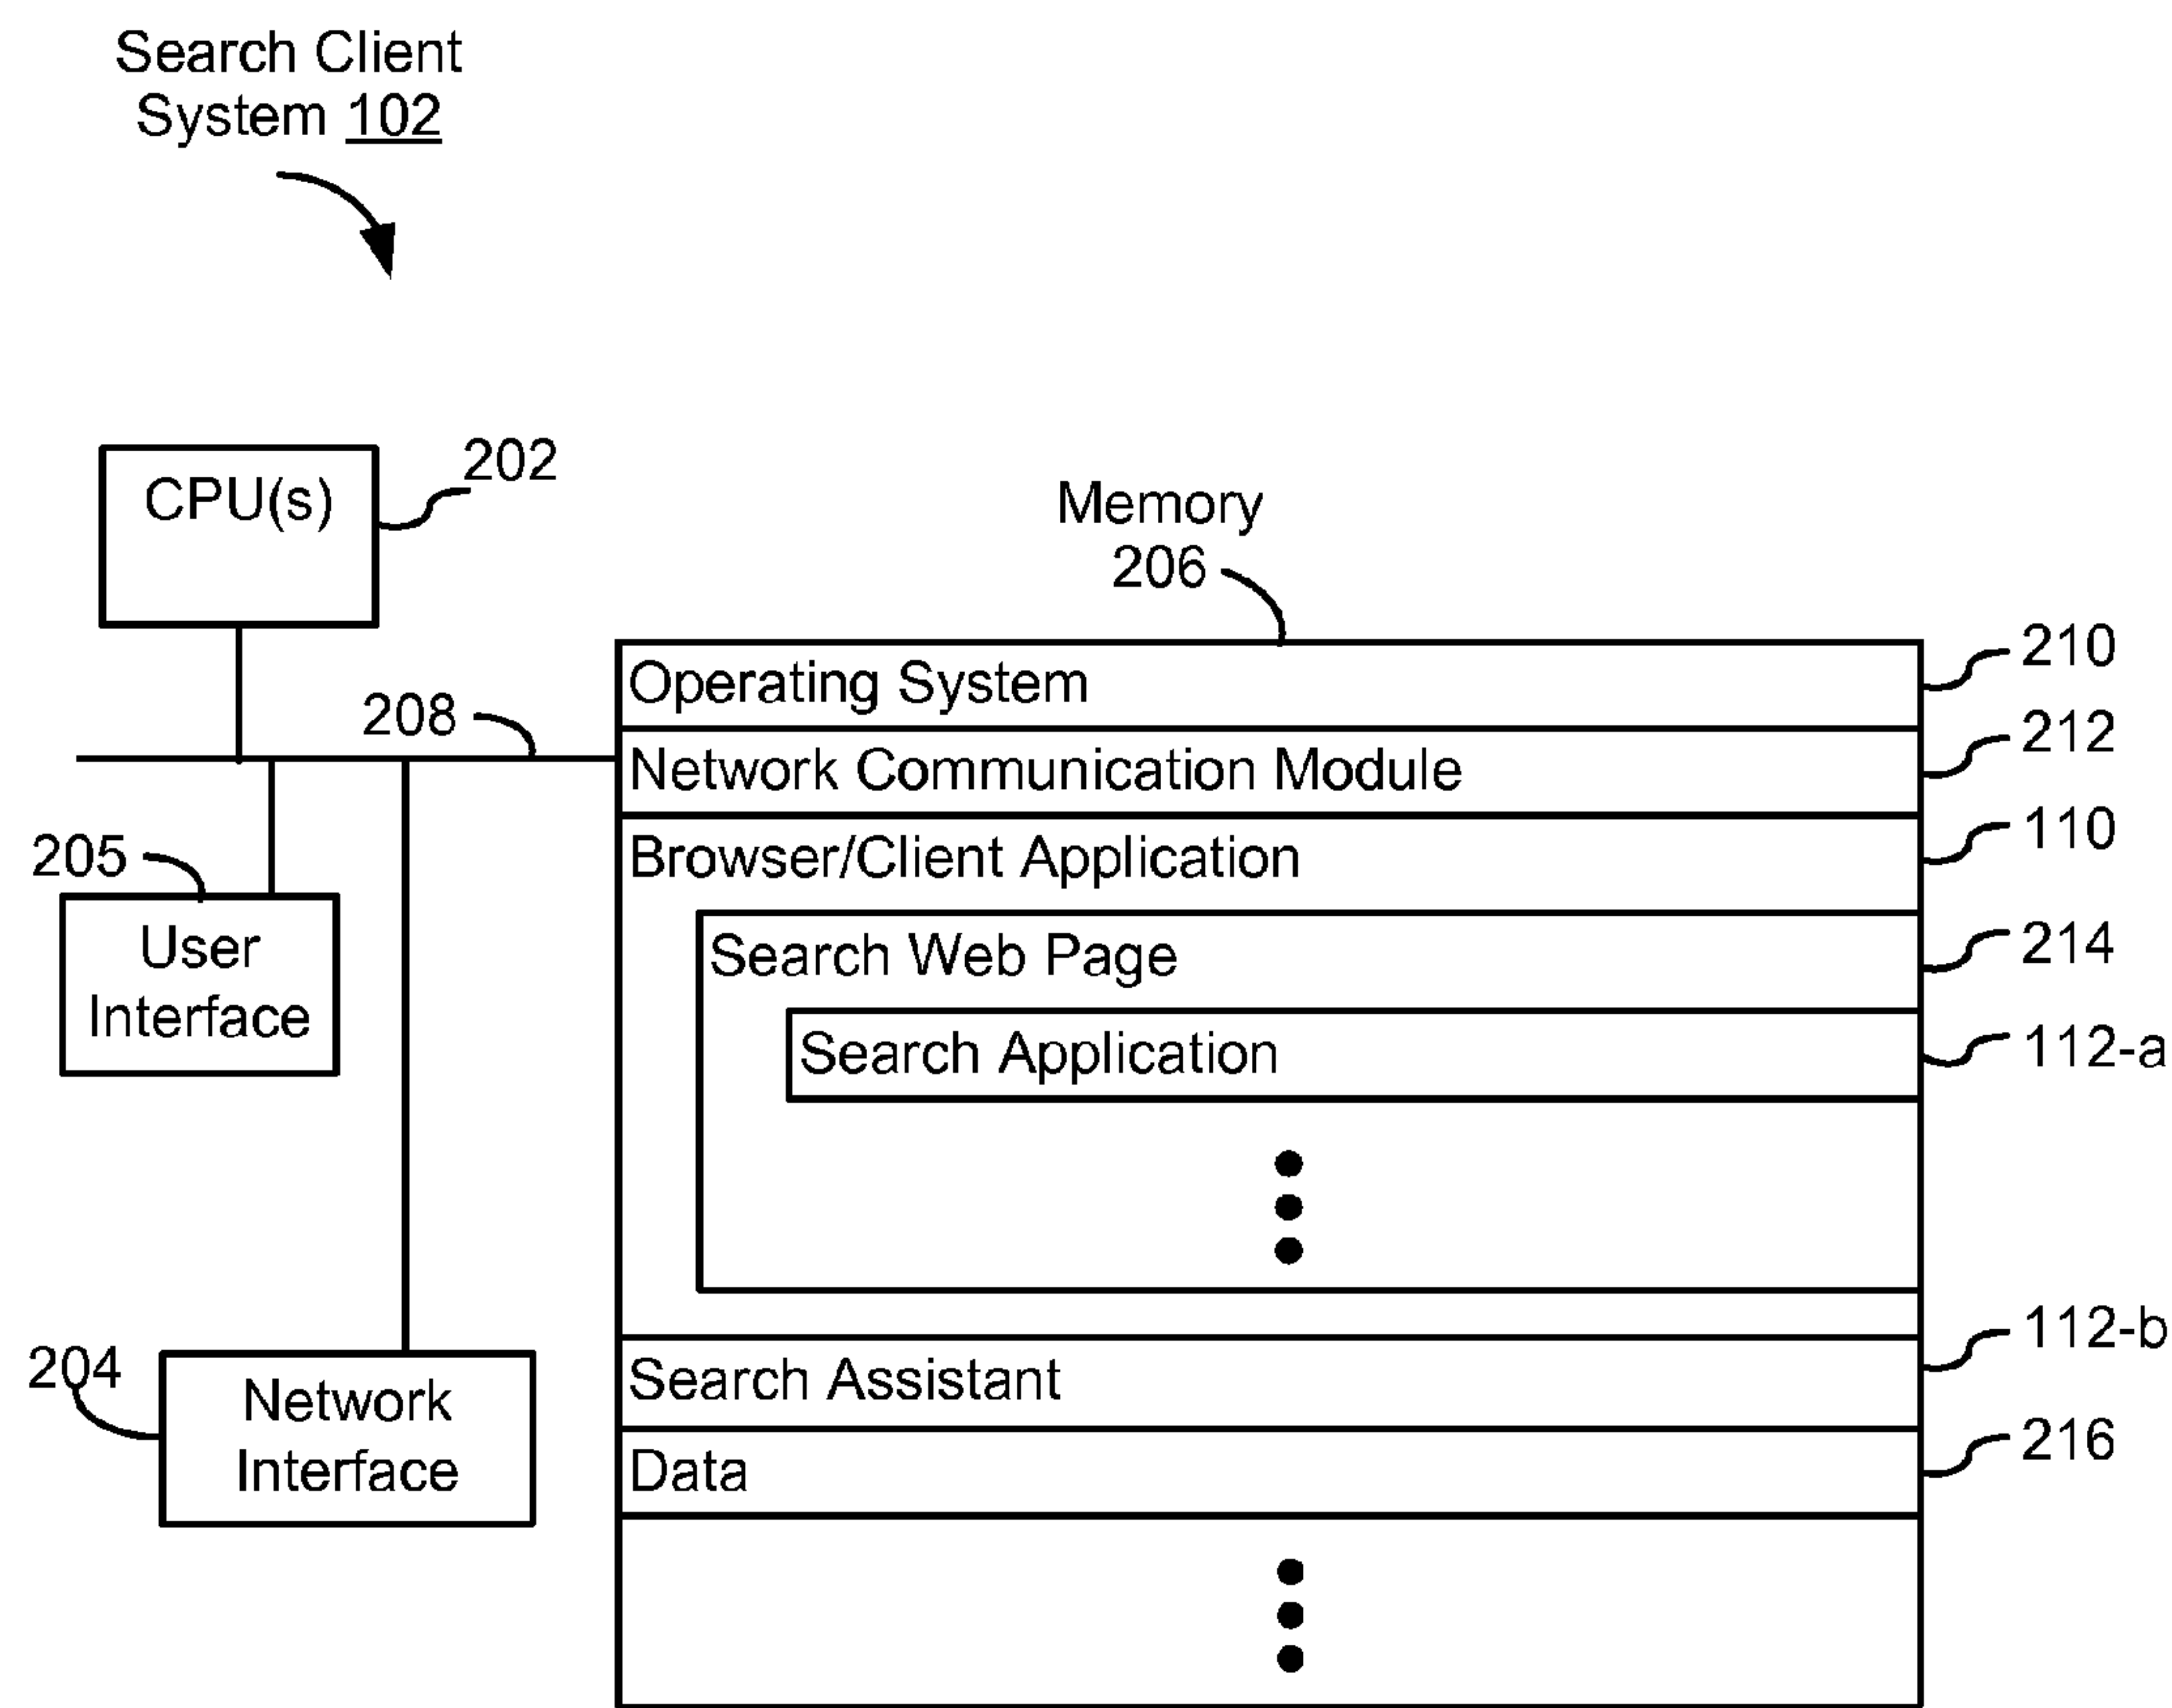 Search Client
System 102
CPU(s)
202
Memory
206
208
205
User
Interface
204
Network
Interface
Operating System
210
Network Communication Module
212
Browser/Client Application
110
Search Web Page
214
Search Application
112-a
Search Assistant
112-b
Data
216